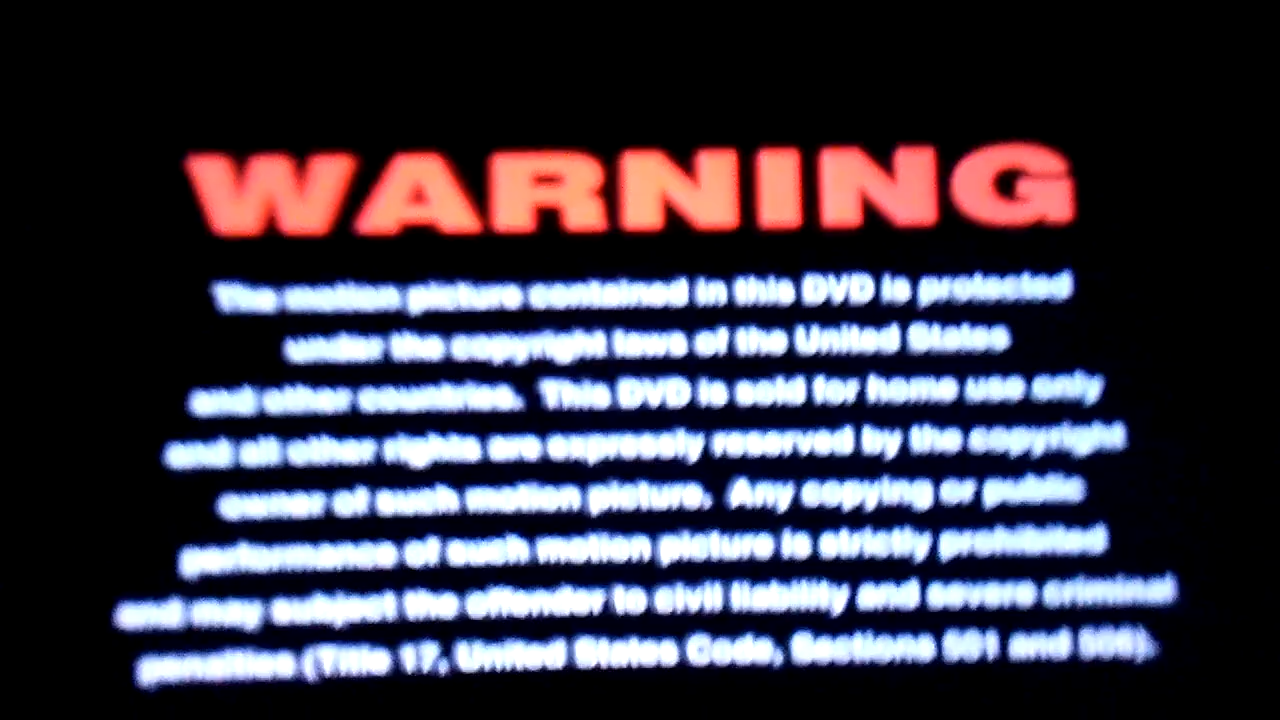 WARNING
The motion picture contained in this DVD is protected
under the copyright laws of the United States
and other countries. This DVD is sold for home use only
and all other rights are expressly reserved by the copyright
owner of such motion picture. Any copying or public
performance of such motion picture is strictly prohibited
and may subject the offender to civil liability and severe criminal
penalties (Title 17, United States Code, Sections 501 and 506).